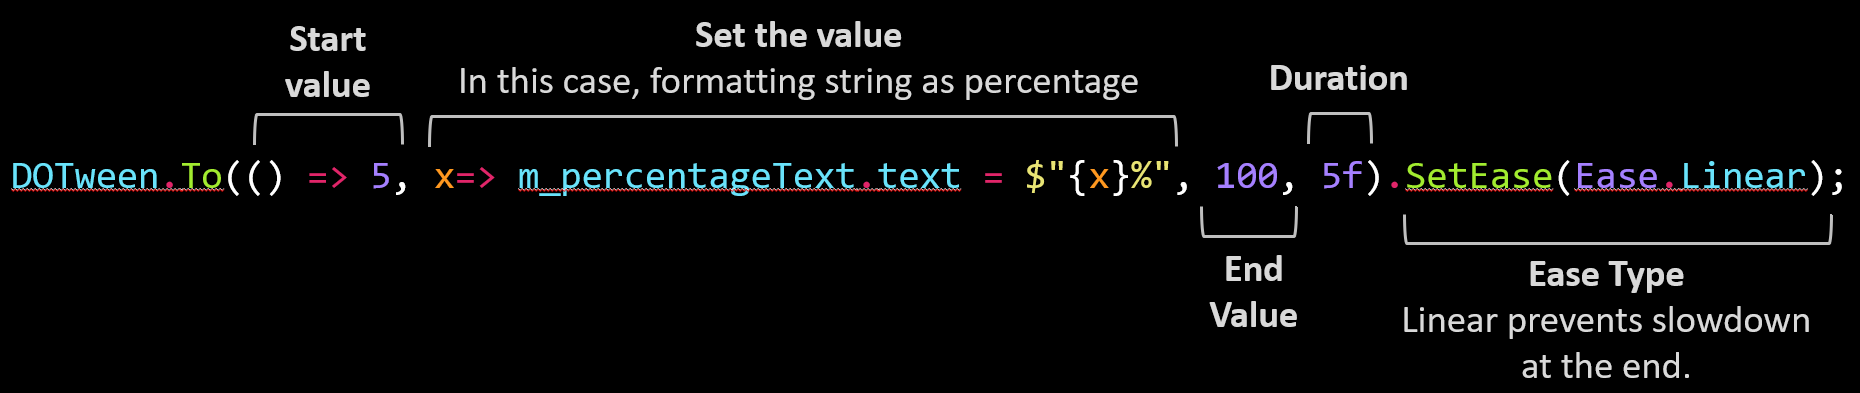 Start
value
Set the value
In this case, formatting string as percentage
Duration
DOTween.To(() => 5, x=> m_percentageText.text = $"{x}%", 100, 5f).SetEase(Ease.Linear);
End
Value
Ease Type
Linear prevents slowdown
at the end.